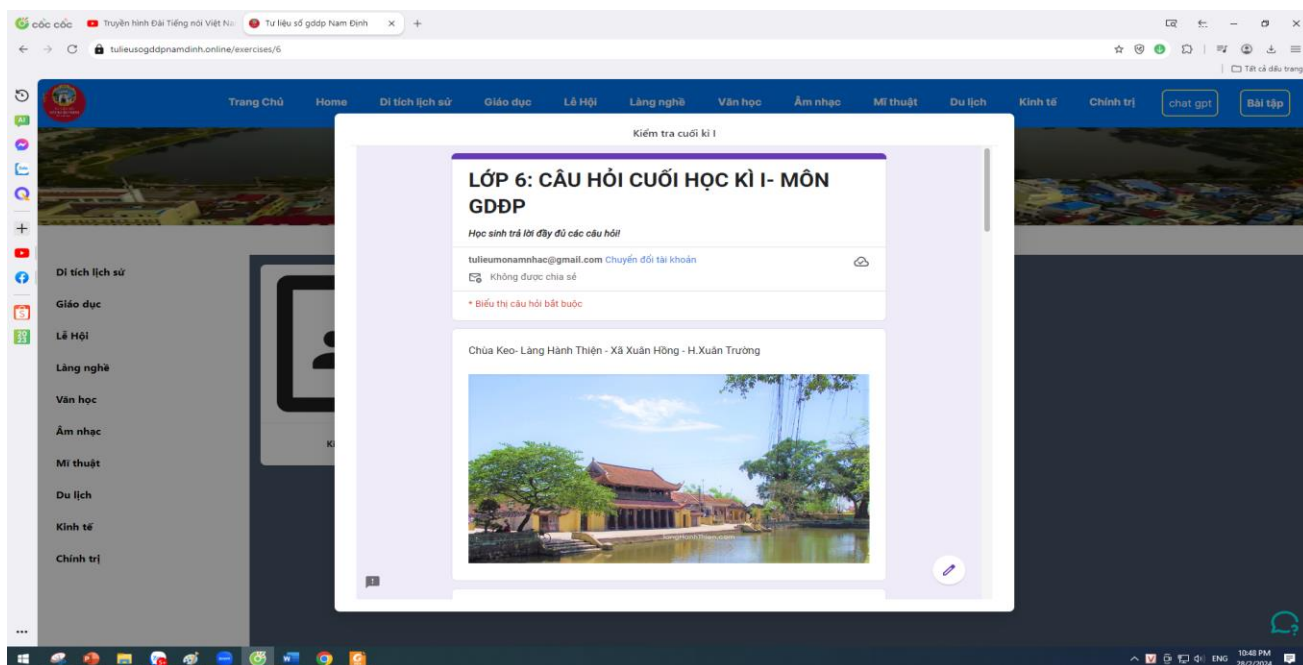 cốc cốc
Truyền hình Đài Tiếng nói Việt Na
Tư liệu số gddp Nam Định
tulieusogddpnamdinh.online/exercises/6
Tất cả dấu trang
Trang Chủ Home Di tích lịch sử Giáo dục Lễ Hội Làng nghề Văn học Âm nhạc Mĩ thuật Du lịch Kinh tế Chính trị chat gpt Bài tập
Kiểm tra cuối kì I
LỚP 6: CÂU HỎI CUỐI HỌC KÌ I- MÔN
GDĐP
Học sinh trả lời đầy đủ các câu hỏi!
tulieumonamnhac@gmail.com Chuyển đổi tài khoản
Không được chia sẻ
* Biểu thị câu hỏi bắt buộc
Chùa Keo- Làng Hành Thiện - Xã Xuân Hồng - H.Xuân Trường
Di tích lịch sử
Giáo dục
Lễ Hội
Làng nghề
Văn học
Âm nhạc
Mĩ thuật
Du lịch
Kinh tế
Chính trị
Ki
ENG
10:48 PM
28/2/2024